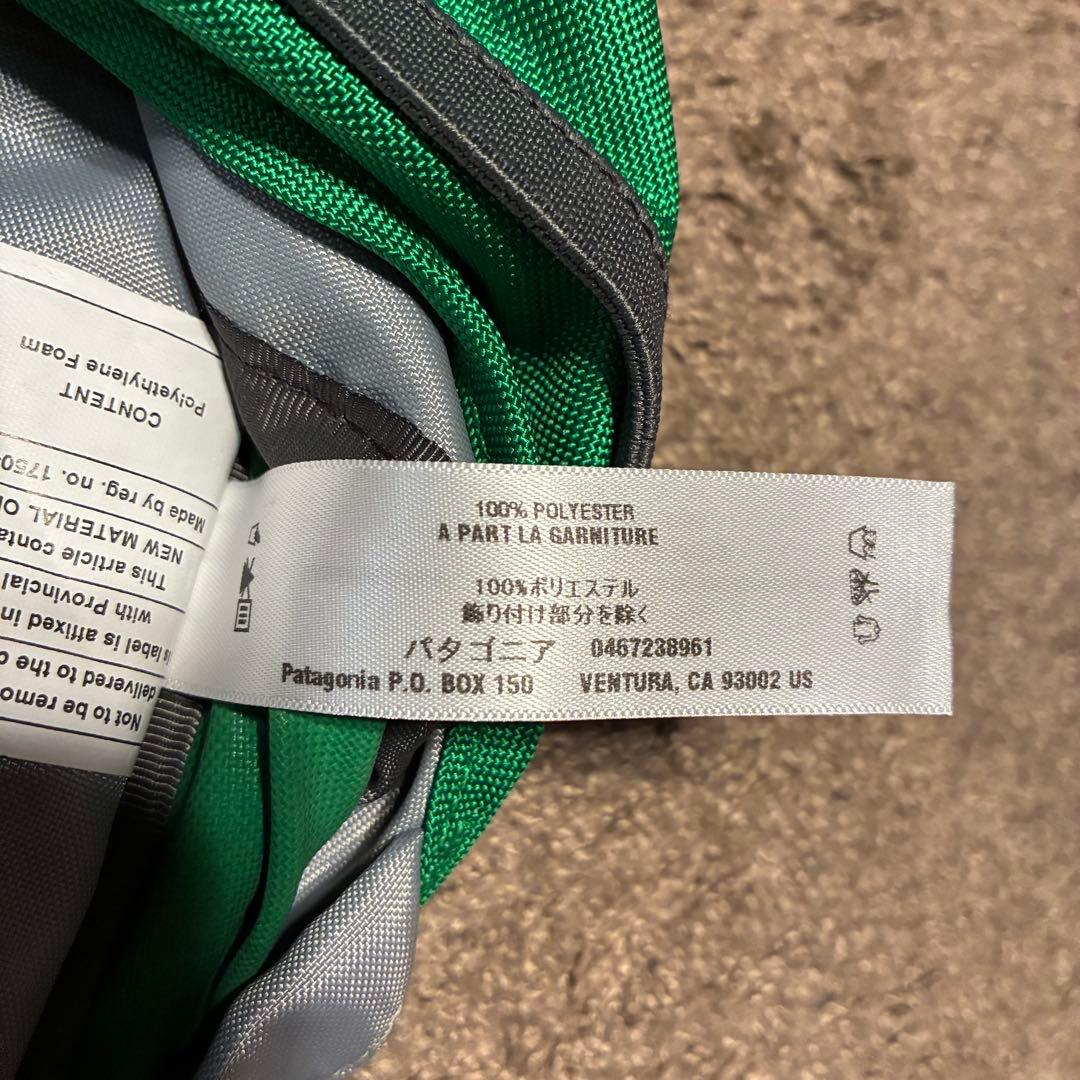 100% POLYESTER
A PART LA GARNITURE
100%ポリエステル
飾り付け部分を除く
パタゴニア 0467238961
Patagonia P.O. BOX 150 VENTURA, CA 93002 US
Not to be
delivered to the
label is affixed in
with Provincial
This article
NEW MATERIAL
Made by reg. no.
CONTENT
Polyethylene Foam